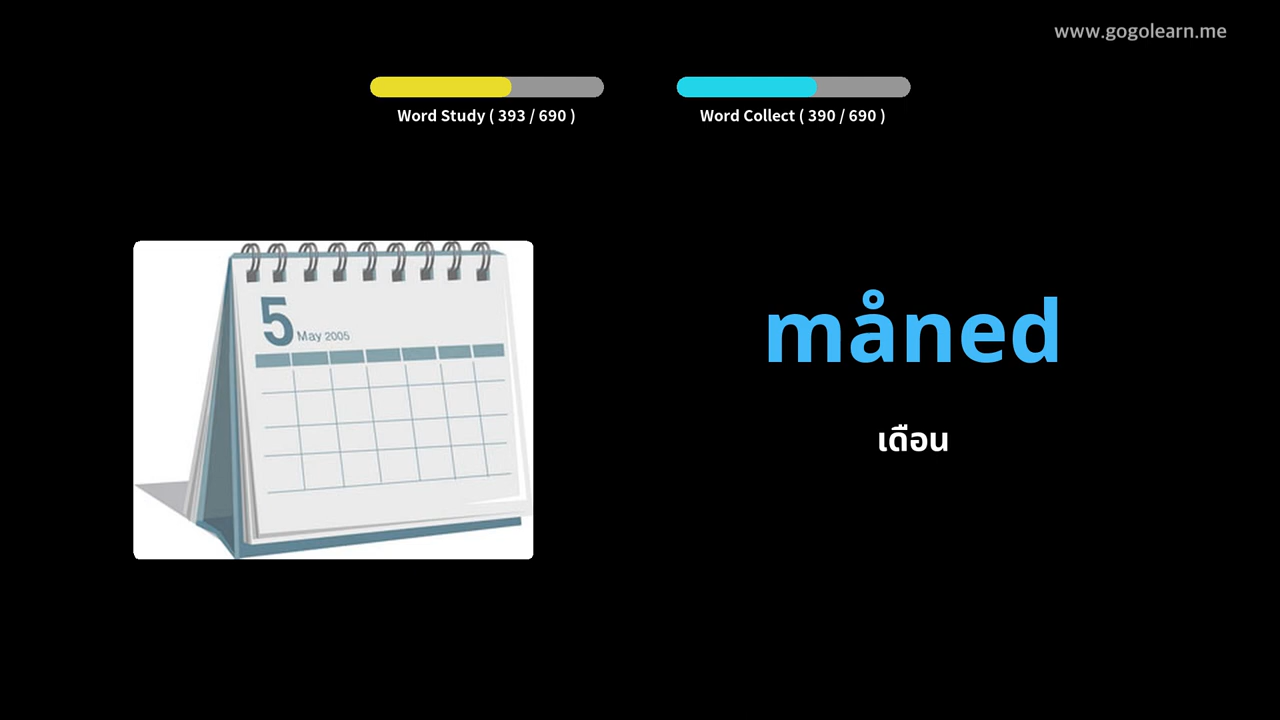 www.gogolearn.me
Word Study ( 393 / 690 )
Word Collect ( 390 / 690 )
5 May 2005
måned
เดือน